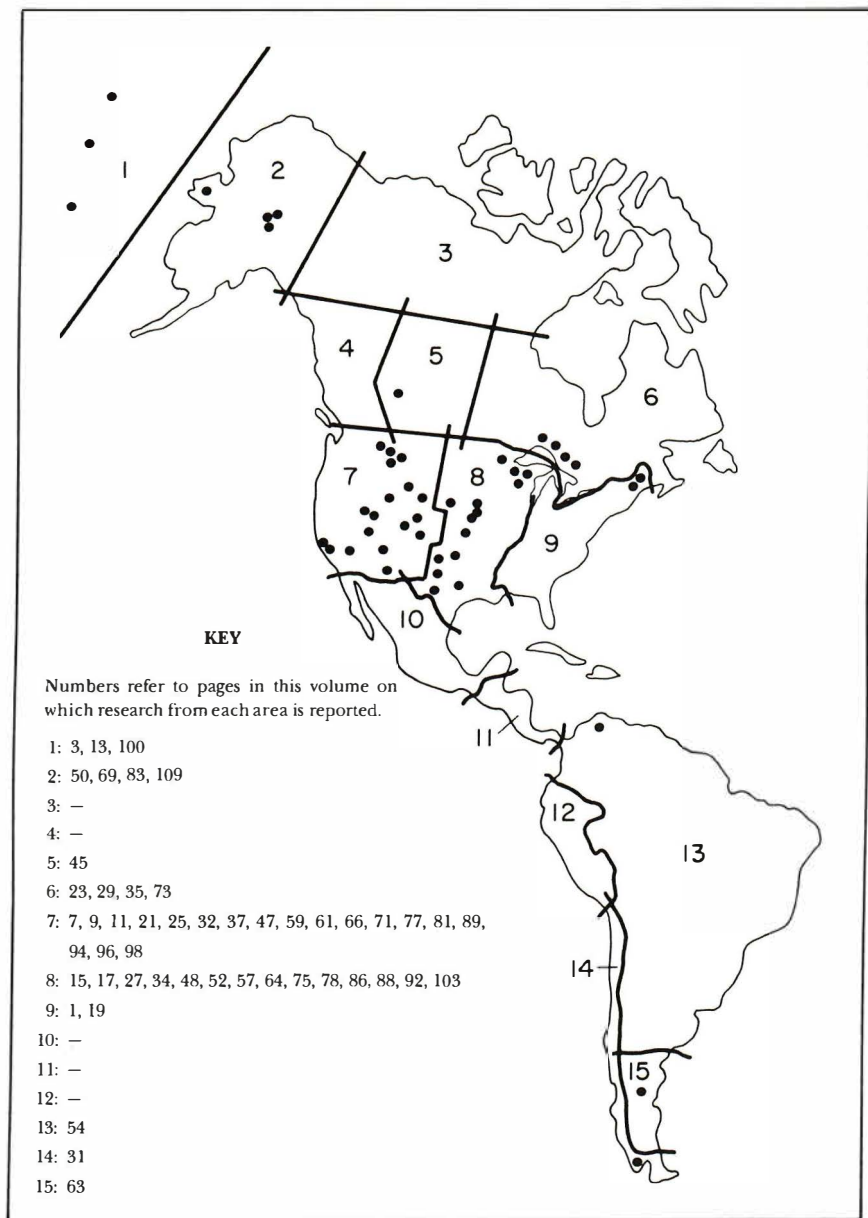 1
2
3
4
5
6
7
8
9
10
KEY
Numbers refer to pages in this volume on
which research from each area is reported.
11
1: 3, 13, 100
2: 50, 69, 83, 109
12
3: –
4: –
13
5: 45
6: 23, 29, 35, 73
7: 7, 9, 11, 21, 25, 32, 37, 47, 59, 61, 66, 71, 77, 81, 89,
94, 96, 98
14
8: 15, 17, 27, 34, 48, 52, 57, 64, 75, 78, 86, 88, 92, 103
9: 1, 19
10: –
11: –
15
12: –
13: 54
14: 31
15: 63